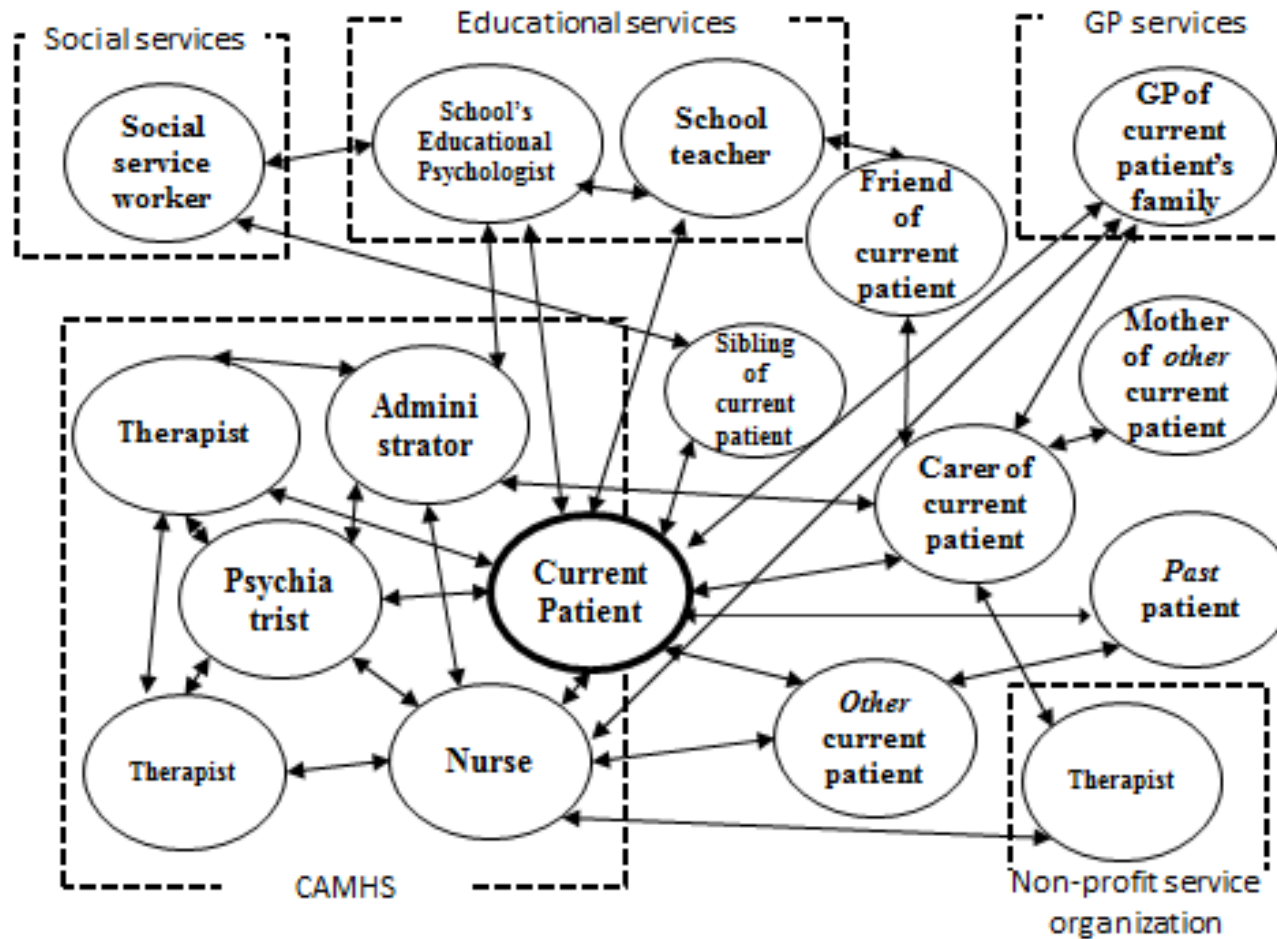 Social services
Educational services
GP services
Social
service
worker
School's
Educational
Psychologist
School
teacher
GP of
current
patient's
family
Friend
of
current
patient
Mother
of other
current
patient
Sibling
of
current
patient
Therapist
Admini
strator
Carer of
current
patient
Psychia
trist
Current
Patient
Past
patient
Therapist
Nurse
Other
current
patient
Therapist
CAMHS
Non-profit service
organization